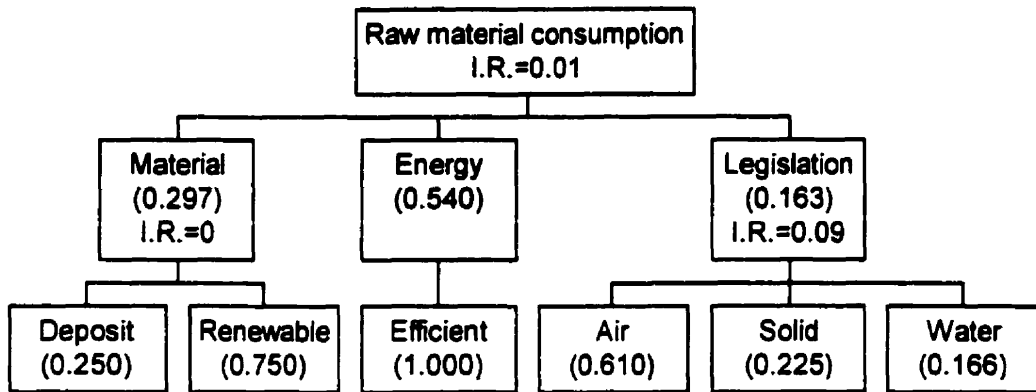 Raw material consumption
I.R.=0.01
Material
(0.297)
I.R.=0
Energy
(0.540)
Legislation
(0.163)
I.R.=0.09
Deposit
(0.250)
Renewable
(0.750)
Efficient
(1.000)
Air
(0.610)
Solid
(0.225)
Water
(0.166)